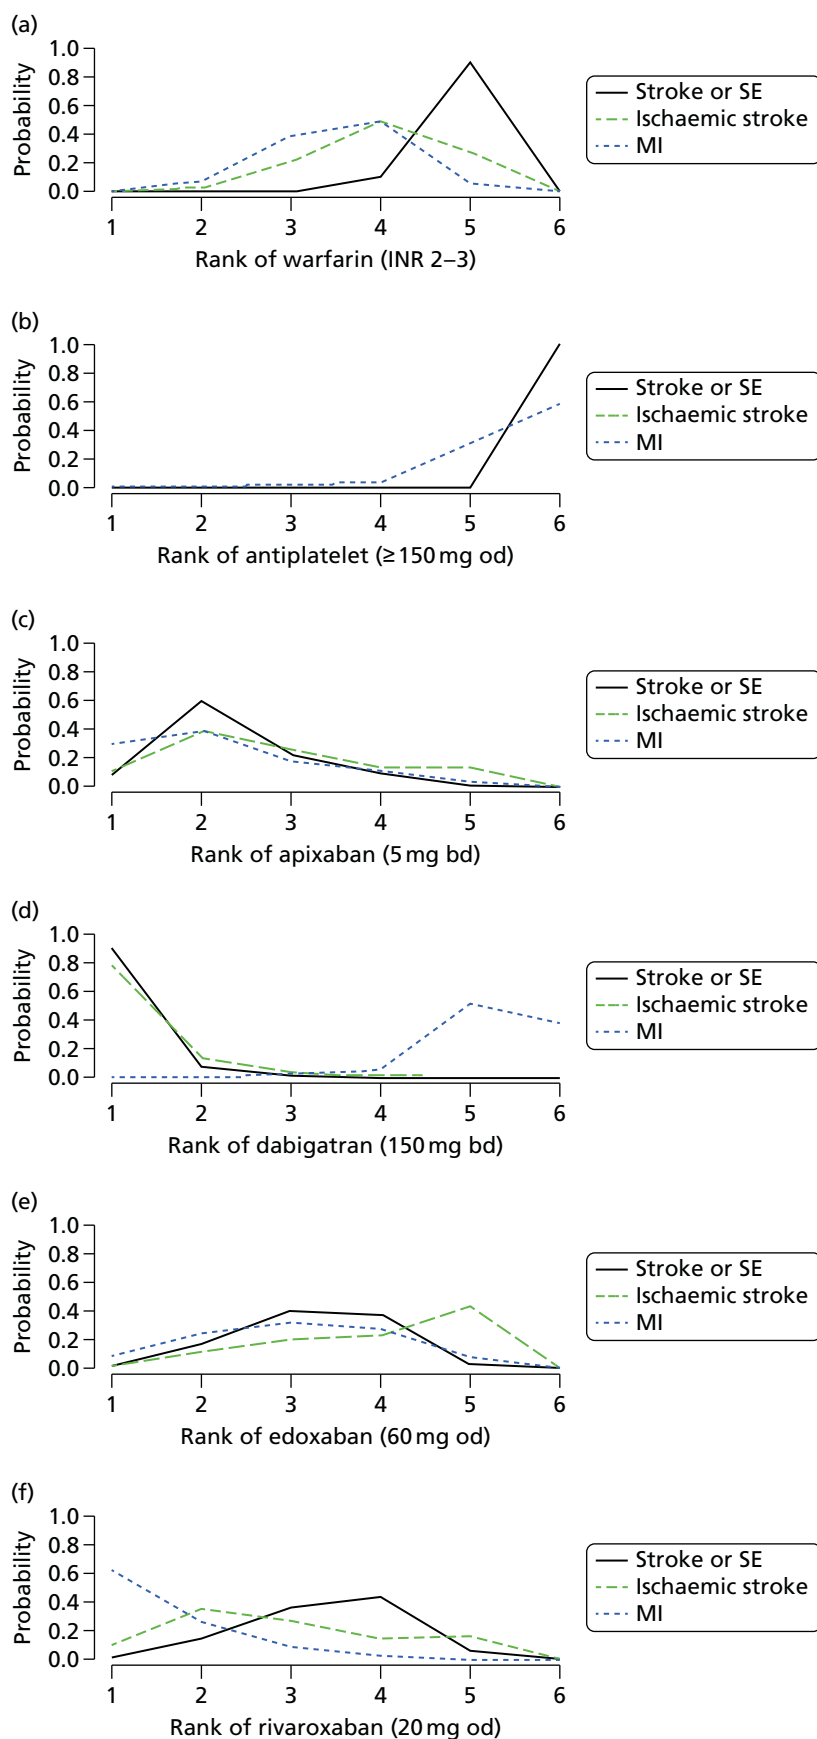 (a)
1.0
0.8
0.6
0.4
0.2
0.0
Probability
1 2 3 4 5 6
Rank of warfarin (INR 2–3)
Stroke or SE
Ischaemic stroke
MI
(b)
1.0
0.8
0.6
0.4
0.2
0.0
Probability
1 2 3 4 5 6
Rank of antiplatelet (≥150 mg od)
Stroke or SE
Ischaemic stroke
MI
(c)
1.0
0.8
0.6
0.4
0.2
0.0
Probability
1 2 3 4 5 6
Rank of apixaban (5 mg bd)
Stroke or SE
Ischaemic stroke
MI
(d)
1.0
0.8
0.6
0.4
0.2
0.0
Probability
1 2 3 4 5 6
Rank of dabigatran (150 mg bd)
Stroke or SE
Ischaemic stroke
MI
(e)
1.0
0.8
0.6
0.4
0.2
0.0
Probability
1 2 3 4 5 6
Rank of edoxaban (60 mg od)
Stroke or SE
Ischaemic stroke
MI
(f)
1.0
0.8
0.6
0.4
0.2
0.0
Probability
1 2 3 4 5 6
Rank of rivaroxaban (20 mg od)
Stroke or SE
Ischaemic stroke
MI